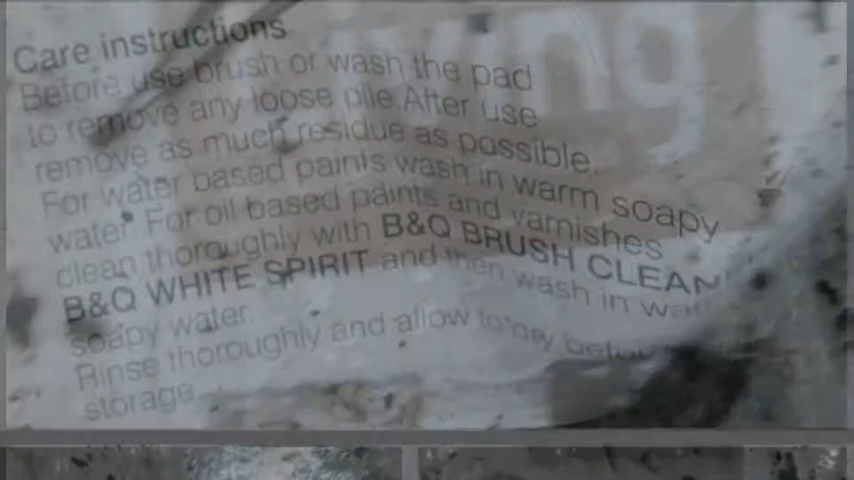 Care instructions
Before use brush or wash the pad
to remove any loose pile. After use
remove as much residue as possible.
For water based paints wash in warm soapy
water. For oil based paints and varnishes
clean thoroughly with B&Q BRUSH CLEAN
B&Q WHITE SPIRIT and then wash in
soapy water.
Rinse thoroughly and allow to dry
storage.